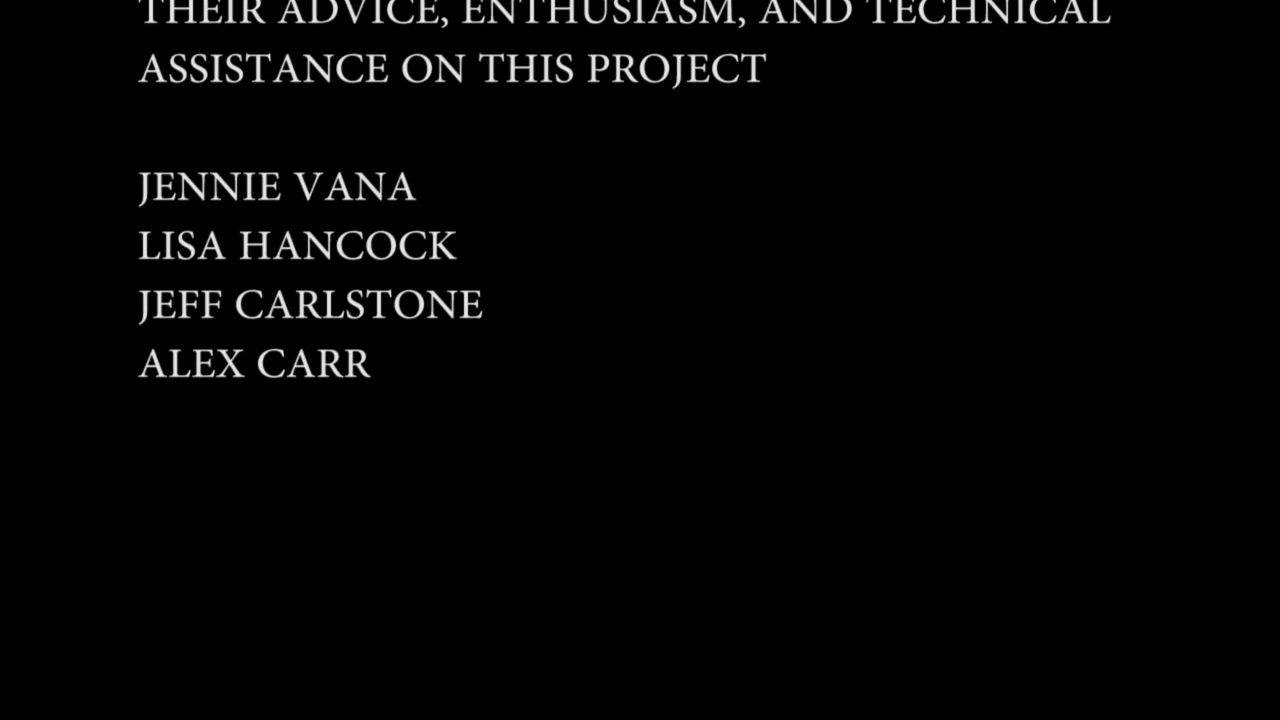 THEIR ADVICE, ENTHUSIASM, AND TECHNICAL
ASSISTANCE ON THIS PROJECT
JENNIE VANA
LISA HANCOCK
JEFF CARLSTONE
ALEX CARR